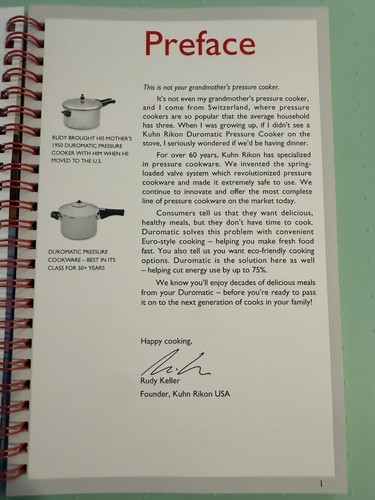 Preface
This is not your grandmother's pressure cooker.
It's not even my grandmother's pressure cooker,
and I come from Switzerland, where pressure
cookers are so popular that the average household
has three. When I was growing up, if I didn't see a
Kuhn Rikon Duromatic Pressure Cooker on the
stove, I seriously wondered if we'd be having dinner.
For over 60 years, Kuhn Rikon has specialized
in pressure cookware. We invented the spring-
loaded valve system which revolutionized pressure
cookware and made it extremely safe to use. We
continue to innovate and offer the most complete
line of pressure cookware on the market today.
Consumers tell us that they want delicious,
healthy meals, but they don't have time to cook.
Duromatic solves this problem with convenient
Euro-style cooking – helping you make fresh food
fast. You also tell us you want eco-friendly cooking
options. Duromatic is the solution here as well
– helping cut energy use by up to 75%.
We know you'll enjoy decades of delicious meals
from your Duromatic – before you're ready to pass
it on to the next generation of cooks in your family!
Happy cooking,
Rudy Keller
Founder, Kuhn Rikon USA
RUDY BROUGHT HIS MOTHER'S
1950 DUROMATIC PRESSURE
COOKER WITH HIM WHEN HE
MOVED TO THE U.S.
DUROMATIC PRESSURE
COOKWARE – BEST IN ITS
CLASS FOR 50+ YEARS
1